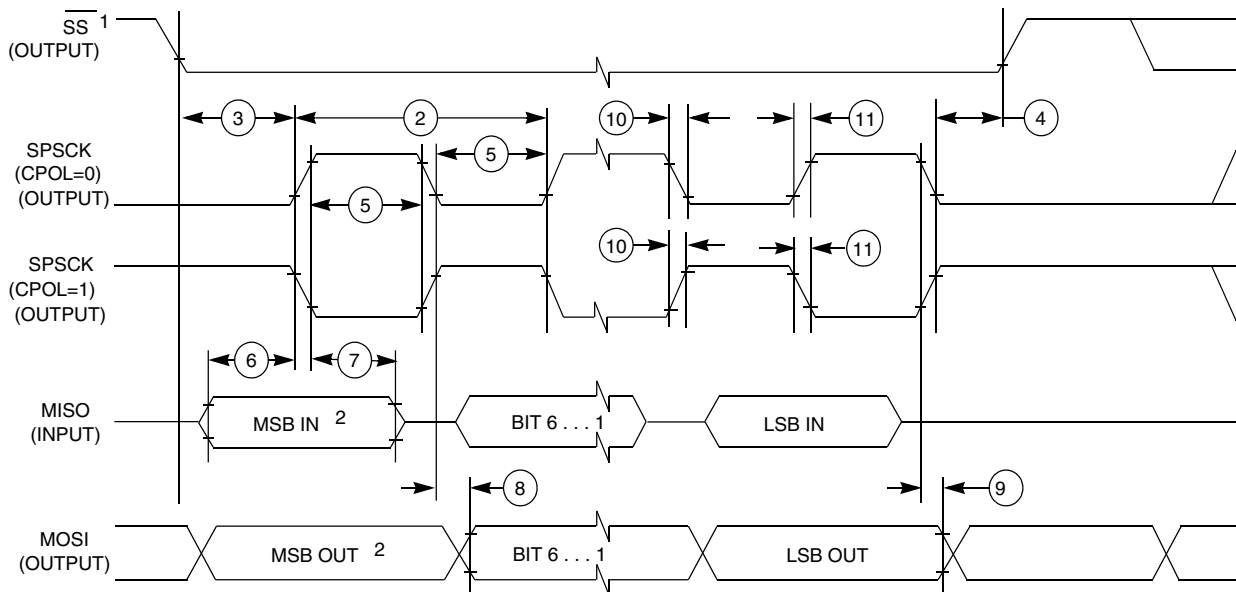 SS 1
(OUTPUT)
3
2
10
11
4
SPSCK
(CPOL=0)
(OUTPUT)
5
5
SPSCK
(CPOL=1)
(OUTPUT)
10
11
6
7
MISO
(INPUT)
MSB IN 2
BIT 6 . . . 1
LSB IN
8
9
MOSI
(OUTPUT)
MSB OUT 2
BIT 6 . . . 1
LSB OUT